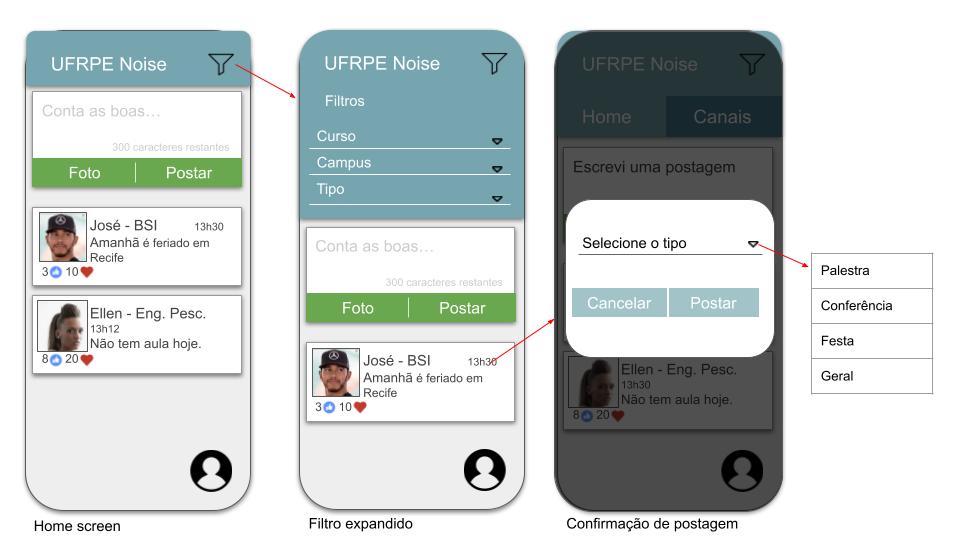 UFRPE Noise
Conta as boas…
300 caracteres restantes
Foto
Postar
José - BSI
13h30
Amanhã é feriado em
Recife
3
10
Ellen - Eng. Pesc.
13h12
Não tem aula hoje.
8
20
Home screen
UFRPE Noise
Filtros
Curso
Campus
Tipo
Conta as boas…
300 caracteres restantes
Foto
Postar
José - BSI
13h30
Amanhã é feriado em
Recife
3
10
Filtro expandido
UFRPE Noise
Home
Canais
Escrevi uma postagem
Selecione o tipo
Cancelar
Postar
Ellen - Eng. Pesc.
13h30
Não tem aula hoje.
8
20
Confirmação de postagem
Palestra
Conferência
Festa
Geral